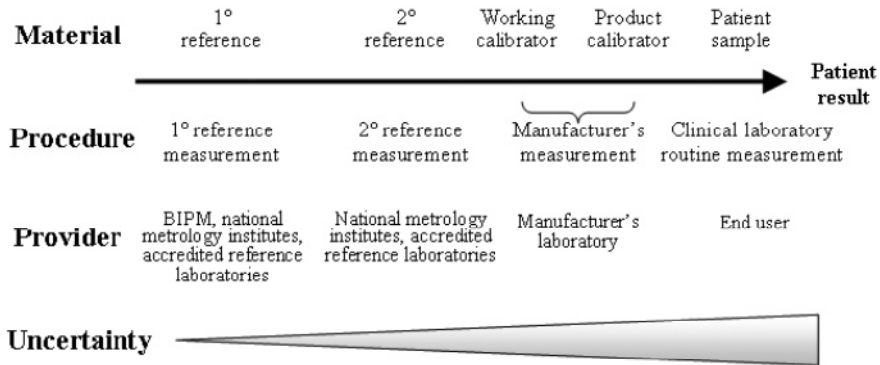 Material
1° reference
2° reference
Working calibrator
Product calibrator
Patient sample
Patient result
Procedure
1° reference measurement
2° reference measurement
Manufacturer's measurement
Clinical laboratory routine measurement
Provider
BIPM, national metrology institutes, accredited reference laboratories
National metrology institutes, accredited reference laboratories
Manufacturer's laboratory
End user
Uncertainty